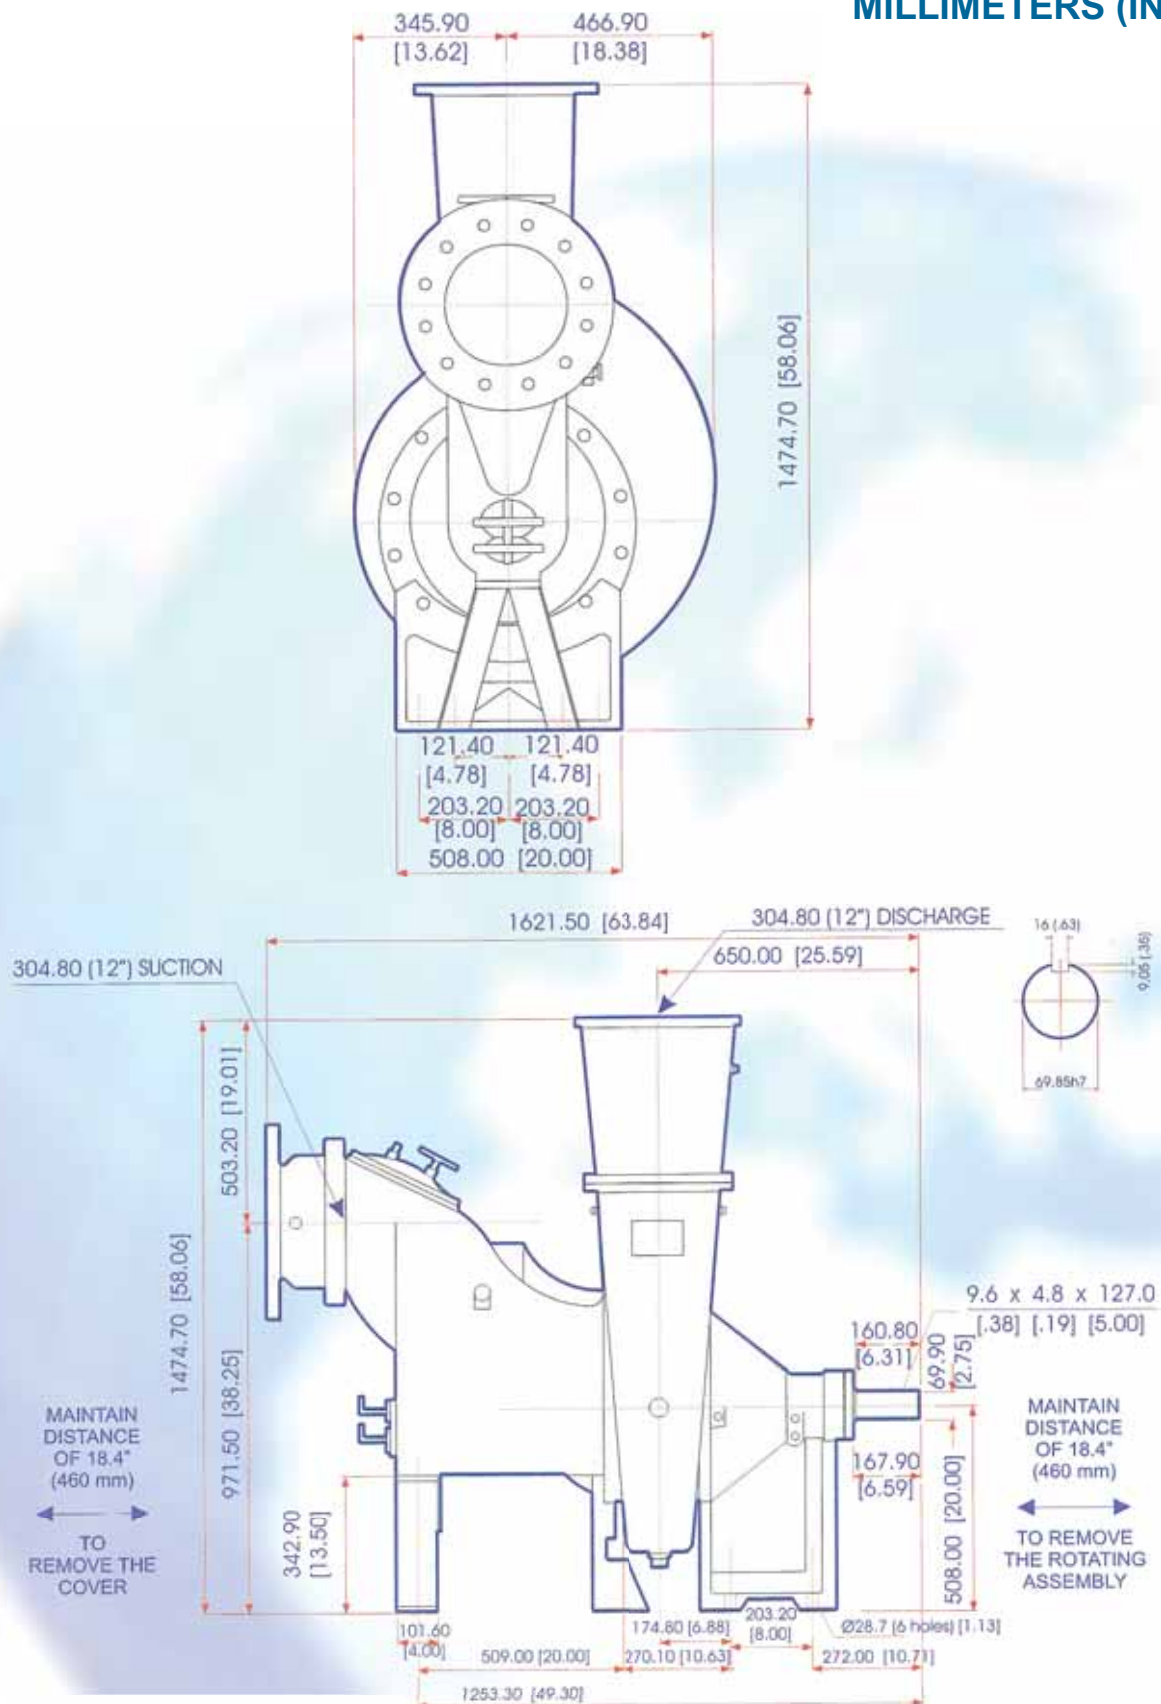 MILLIMETERS (IN
345.90 466.90
[13.62] [18.38]
1474.70 [58.06]
121.40 121.40
[4.78] [4.78]
203.20 203.20
[8.00] [8.00]
508.00 [20.00]
1621.50 [63.84]
304.80 (12") DISCHARGE
650.00 [25.59]
304.80 (12") SUCTION
16 (.63)
9.05 (.35)
69.85h7
503.20 [19.01]
1474.70 [58.06]
971.50 [38.25]
342.90
[13.50]
9.6 x 4.8 x 127.0
[.38] [.19] [5.00]
160.80
[6.31]
69.90
[2.75]
167.90
[6.59]
508.00 [20.00]
MAINTAIN
DISTANCE
OF 18.4"
(460 mm)
TO
REMOVE THE
COVER
MAINTAIN
DISTANCE
OF 18.4"
(460 mm)
TO REMOVE
THE ROTATING
ASSEMBLY
101.60
[4.00]
174.80 [6.88]
203.20
[8.00]
Ø28.7 (6 holes) [1.13]
509.00 [20.00]
270.10 [10.63]
272.00 [10.71]
1253.30 [49.30]